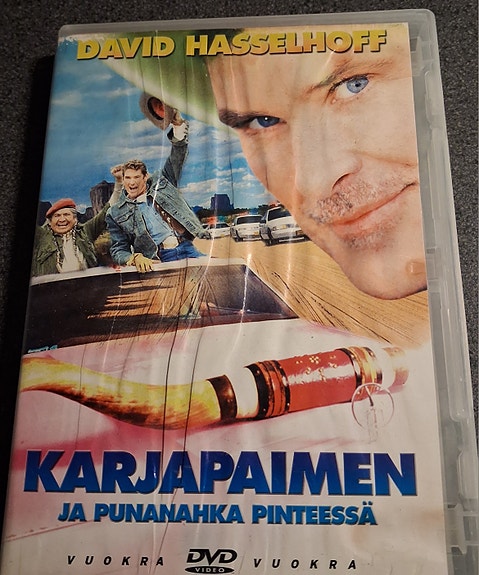 DAVID HASSELHOFF
KARJAPAIMEN
JA PUNANAHKA PINTEESSÄ
VUOKRA DVD VIDEO VUOKRA